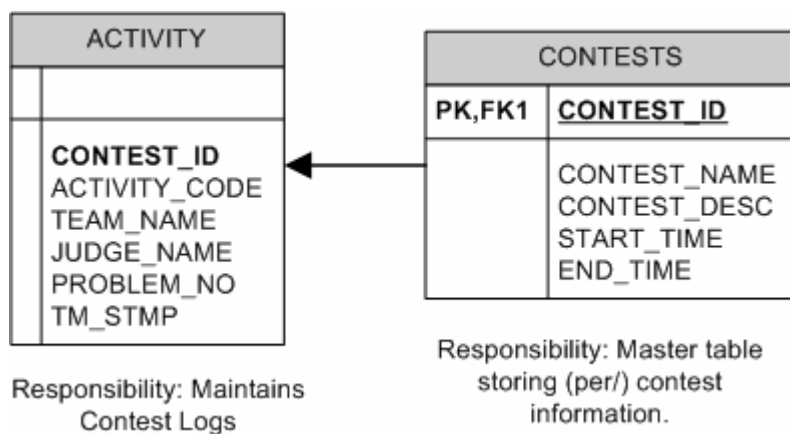 ACTIVITY
CONTEST_ID
ACTIVITY_CODE
TEAM_NAME
JUDGE_NAME
PROBLEM_NO
TM_STMP
Responsibility: Maintains
Contest Logs
CONTESTS
PK,FK1 CONTEST_ID
CONTEST_NAME
CONTEST_DESC
START_TIME
END_TIME
Responsibility: Master table
storing (per/) contest
information.